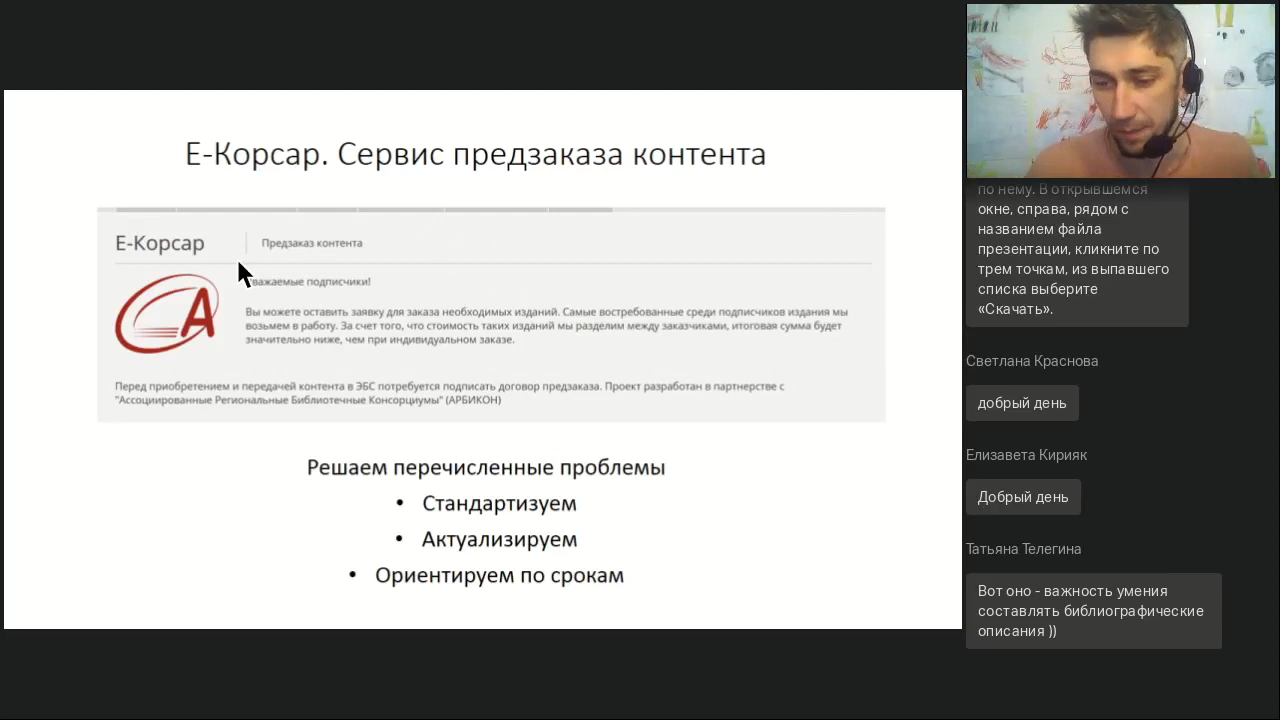 Е-Корсар. Сервис предзаказа контента
Е-Корсар
Предзаказ контента
важаемые подписчики!
Вы можете оставить заявку для заказа необходимых изданий. Самые востребованные среди подписчиков издания мы
возьмем в работу. За счет того, что стоимость таких изданий мы разделим между заказчиками, итоговая сумма будет
значительно ниже, чем при индивидуальном заказе.
Перед приобретением и передачей контента в ЭБС потребуется подписать договор предзаказа. Проект разработан в партнерстве с
"Ассоциированные Региональные Библиотечные Консорциумы" (АРБИКОН)
Решаем перечисленные проблемы
• Стандартизуем
• Актуализируем
• Ориентируем по срокам
по нему. В открывшемся
окне, справа, рядом с
названием файла
презентации, кликните по
трем точкам, из выпавшего
списка выберите
«Скачать».
Светлана Краснова
добрый день
Елизавета Кирияк
Добрый день
Татьяна Телегина
Вот оно - важность умения
составлять библиографические
описания ))